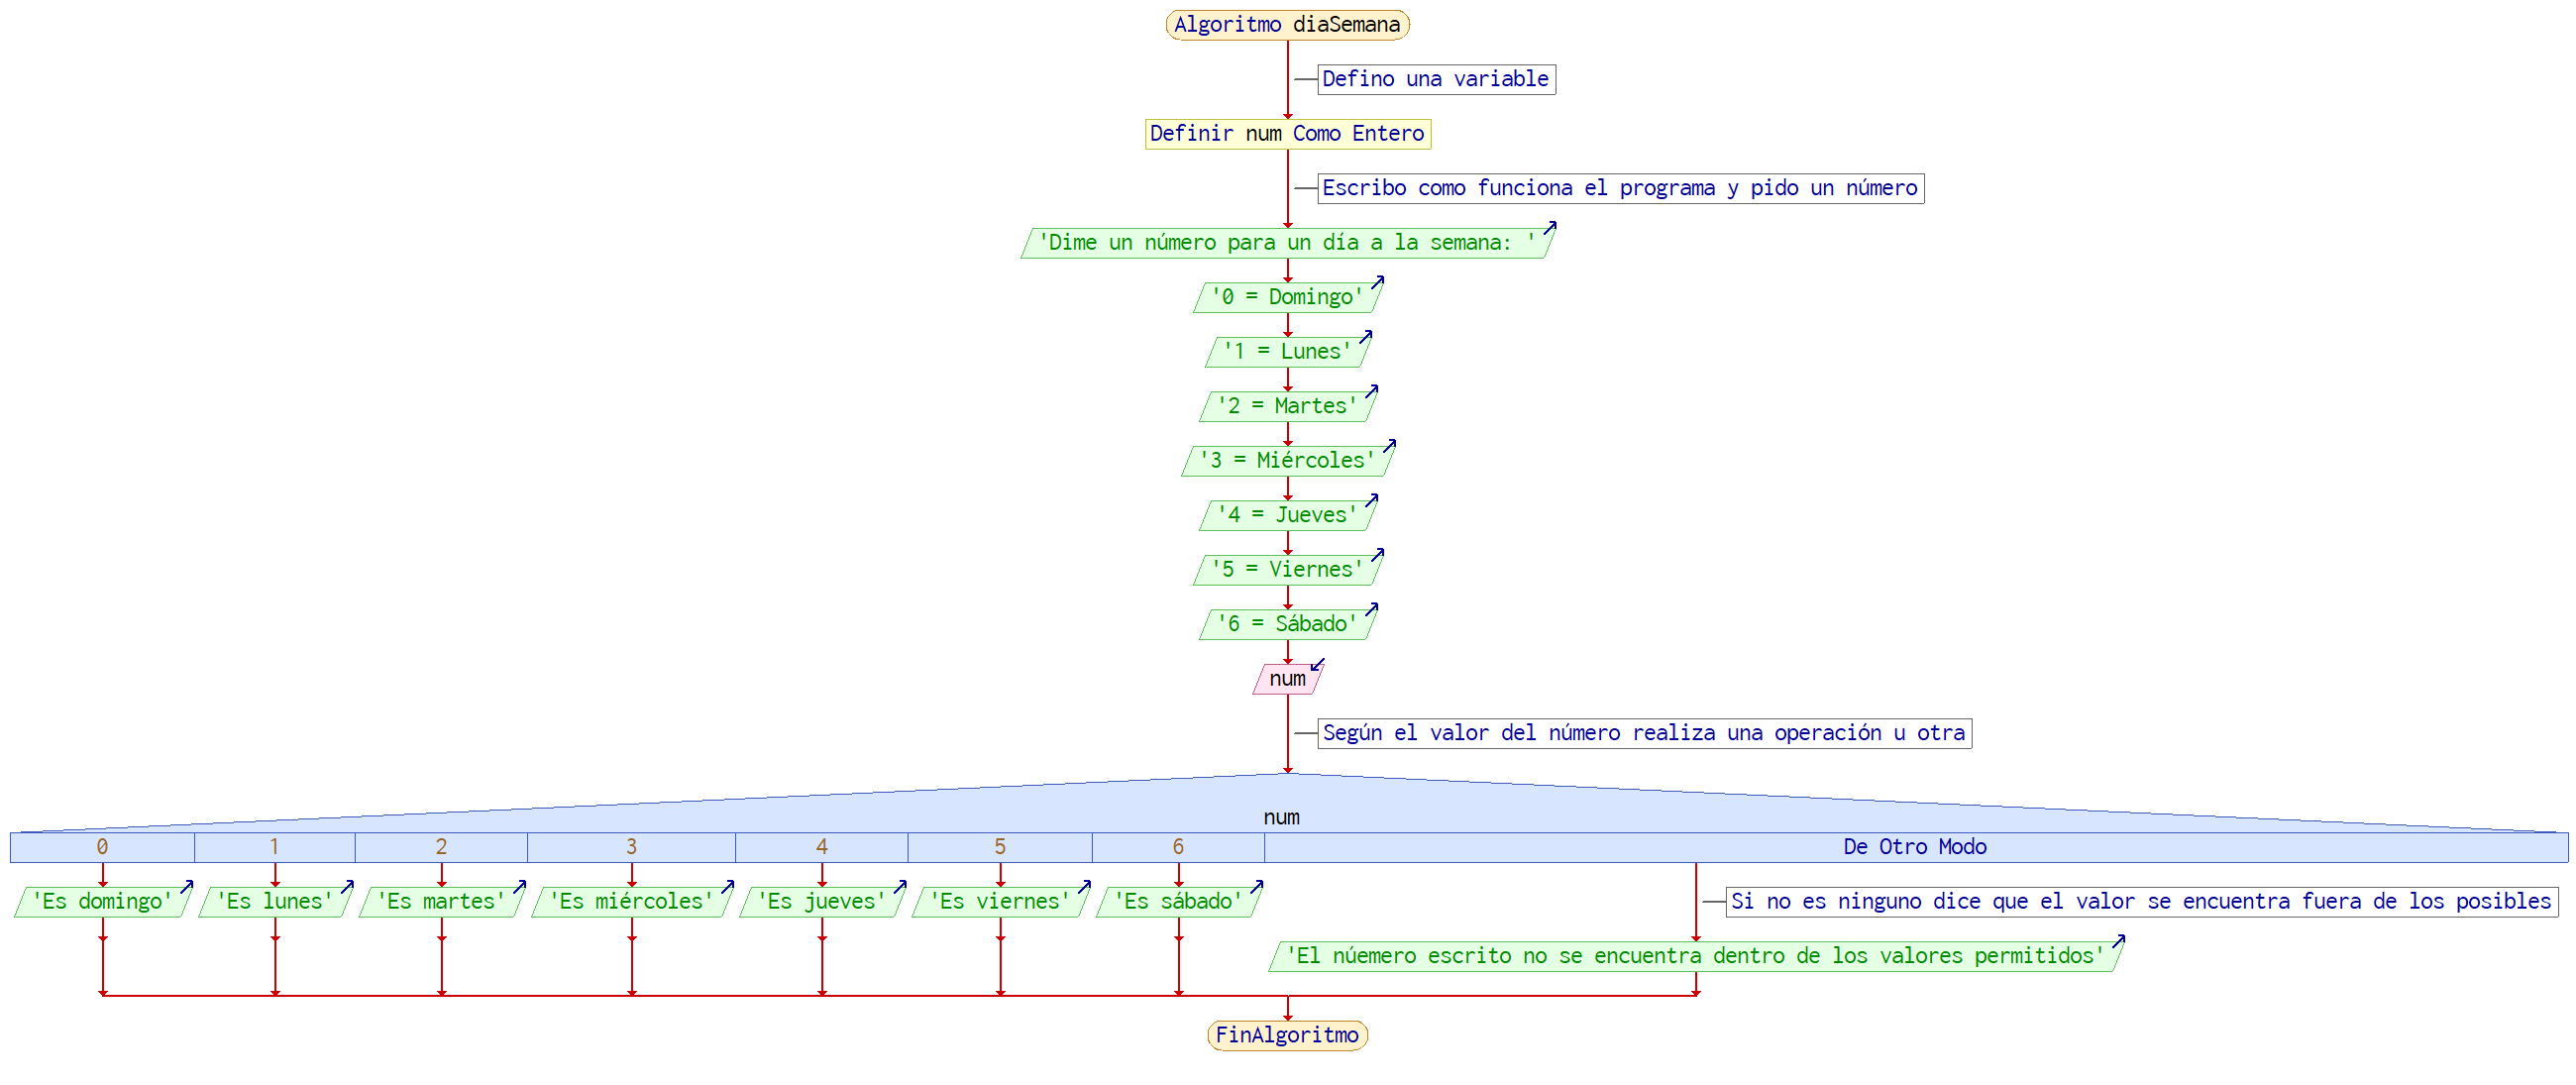 Algoritmo diaSemana
Defino una variable
Definir num Como Entero
Escribo como funciona el programa y pido un número
'Dime un número para un día a la semana: '
'0 = Domingo'
'1 = Lunes'
'2 = Martes'
'3 = Miércoles'
'4 = Jueves'
'5 = Viernes'
'6 = Sábado'
num
Según el valor del número realiza una operación u otra
num
0 1 2 3 4 5 6 De Otro Modo
'Es domingo' 'Es lunes' 'Es martes' 'Es miércoles' 'Es jueves' 'Es viernes' 'Es sábado' Si no es ninguno dice que el valor se encuentra fuera de los posibles
'El núemero escrito no se encuentra dentro de los valores permitidos'
FinAlgoritmo